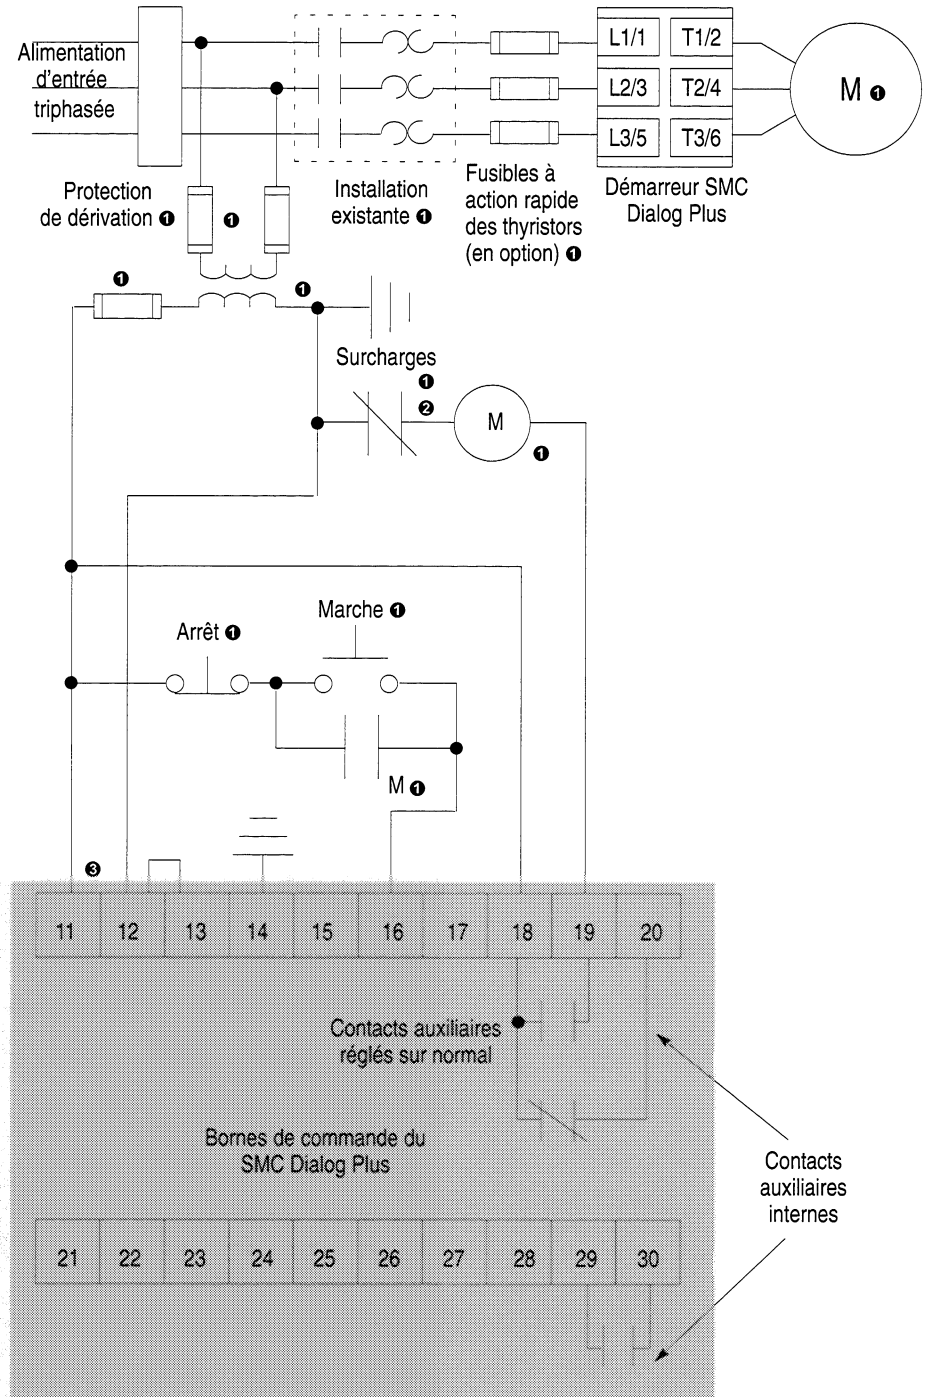 Alimentation
d'entrée
triphasée
L1/1 T1/2
L2/3 T2/4
L3/5 T3/6
M ❶
Protection
de dérivation ❶
❶
Installation
existante ❶
Fusibles à
action rapide
des thyristors
(en option) ❶
Démarreur SMC
Dialog Plus
❶
❶
Surcharges
❶
❷
M
❶
Marche ❶
Arrêt ❶
M ❶
❸
11 12 13 14 15 16 17 18 19 20
Contacts auxiliaires
réglés sur normal
Bornes de commande du
SMC Dialog Plus
Contacts
auxiliaires
internes
21 22 23 24 25 26 27 28 29 30